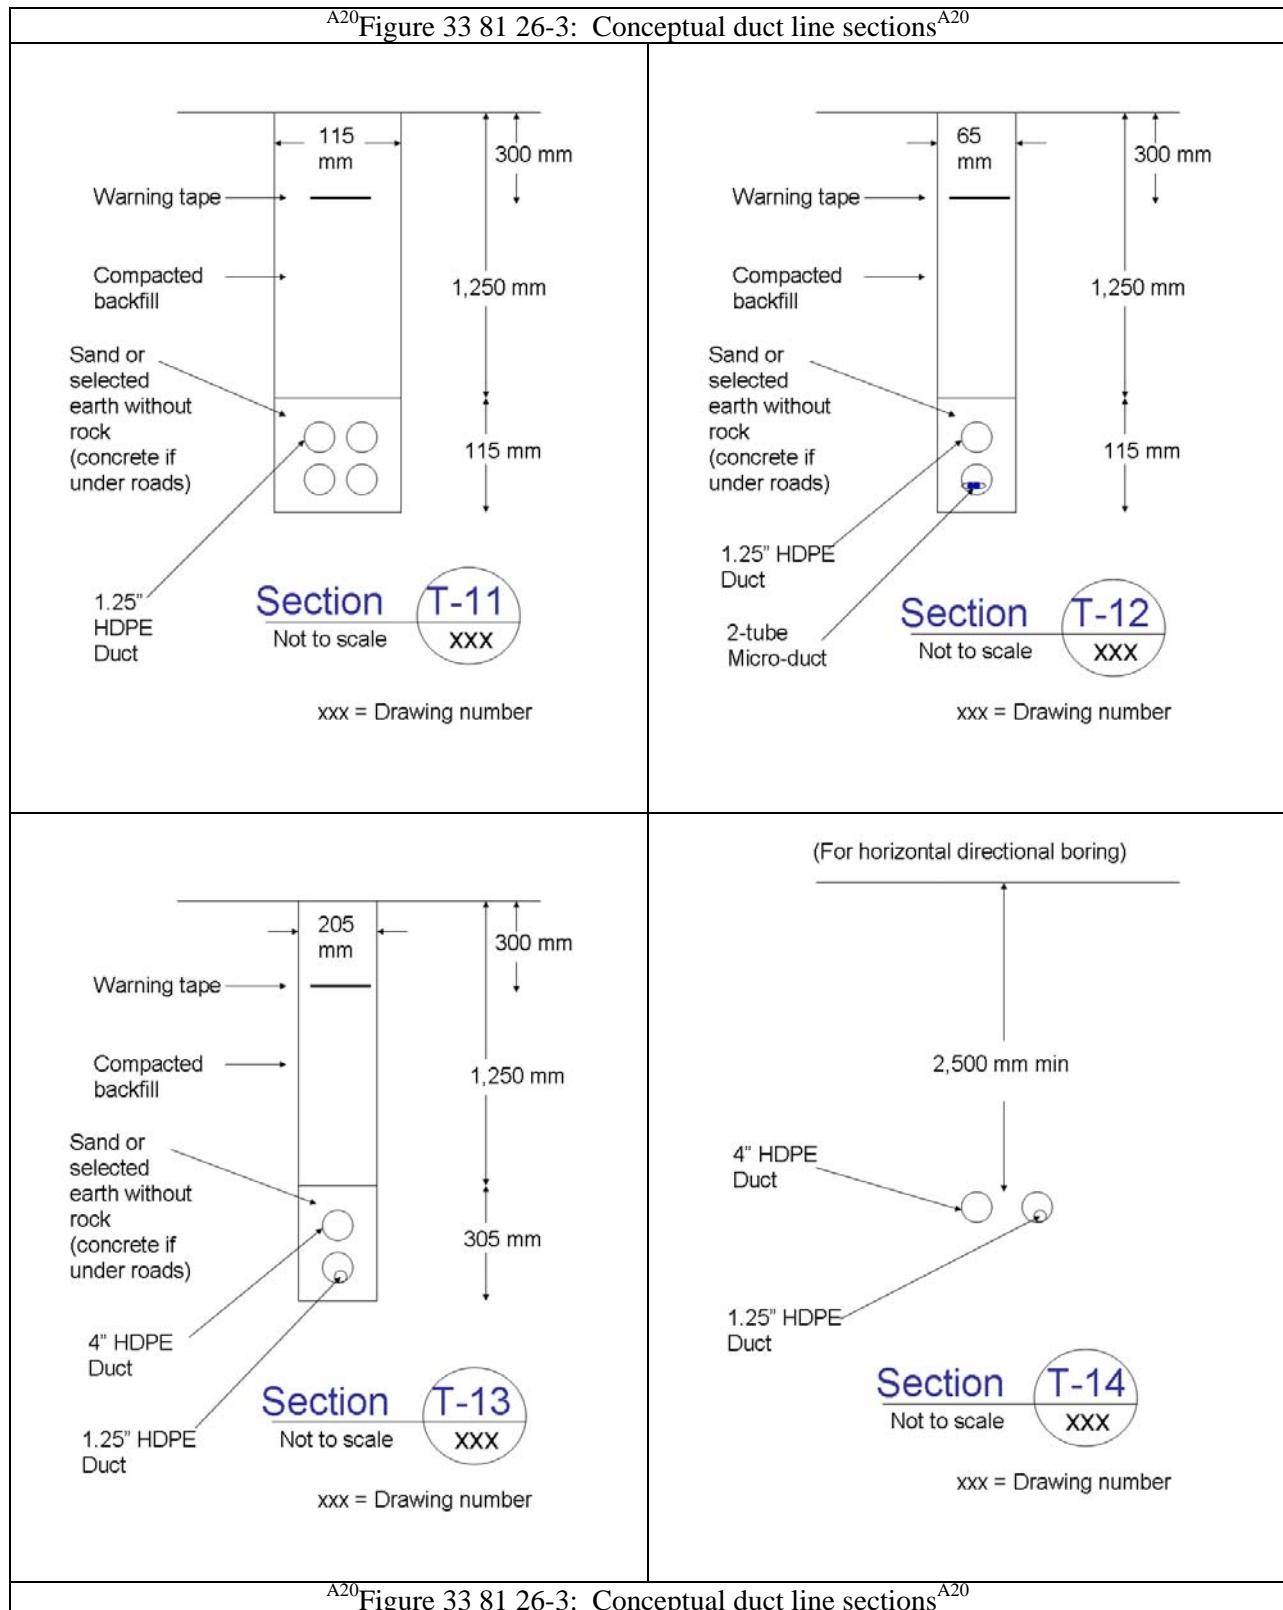 A20Figure 33 81 26-3: Conceptual duct line sectionsA20
115
mm
300 mm
Warning tape
Compacted
backfill
1,250 mm
Sand or
selected
earth without
rock
(concrete if
under roads)
115 mm
1.25”
HDPE
Duct
Section T-11
Not to scale XXX
xxx = Drawing number
65
mm
300 mm
Warning tape
Compacted
backfill
1,250 mm
Sand or
selected
earth without
rock
(concrete if
under roads)
115 mm
1.25” HDPE
Duct
2-tube
Micro-duct
Section T-12
Not to scale XXX
xxx = Drawing number
205
mm
300 mm
Warning tape
Compacted
backfill
1,250 mm
Sand or
selected
earth without
rock
(concrete if
under roads)
305 mm
4” HDPE
Duct
1.25” HDPE
Duct
Section T-13
Not to scale XXX
xxx = Drawing number
(For horizontal directional boring)
2,500 mm min
4” HDPE
Duct
1.25” HDPE
Duct
Section T-14
Not to scale XXX
xxx = Drawing number
A20Figure 33 81 26-3: Conceptual duct line sectionsA20